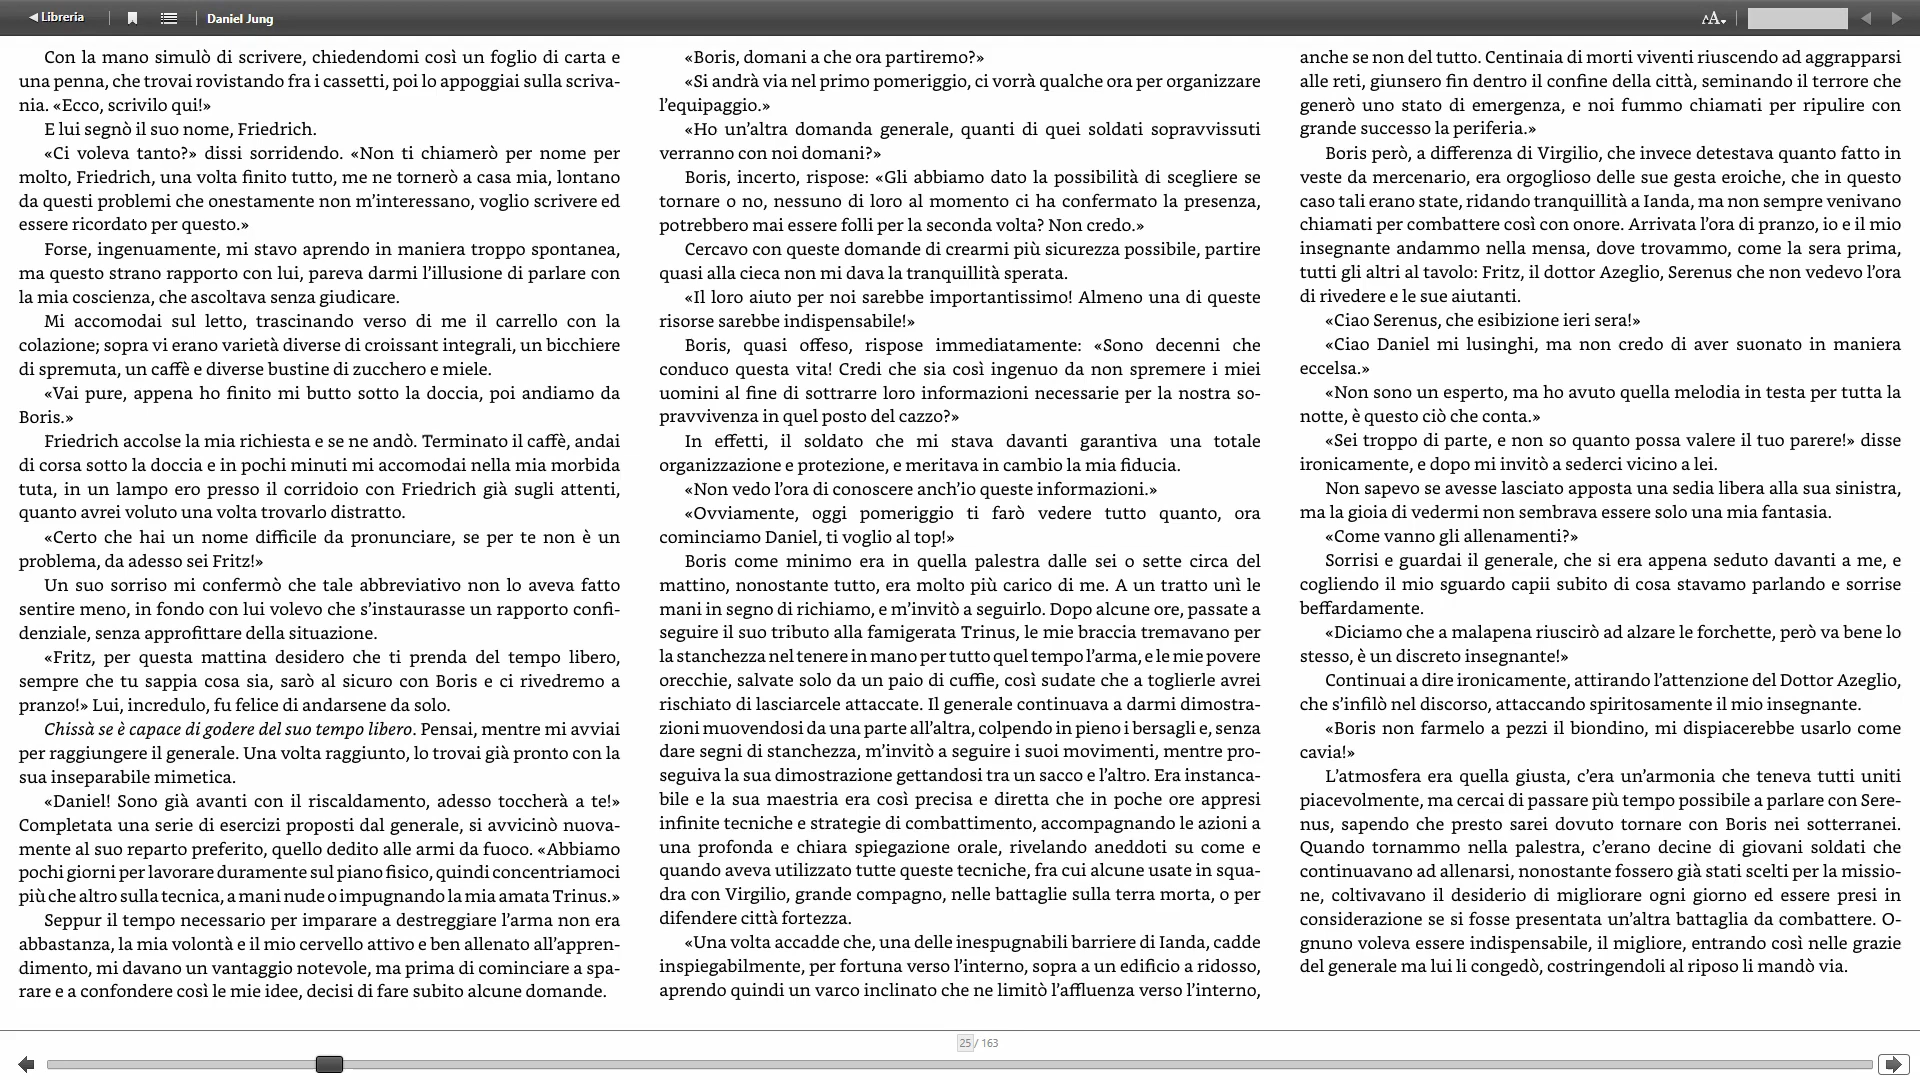 Libreria
Daniel Jung
AA
Con la mano simulò di scrivere, chiedendomi così un foglio di carta e
una penna, che trovai rovistando fra i cassetti, poi lo appoggiai sulla scriva-
nia. «Ecco, scrivilo qui!»
E lui segnò il suo nome, Friedrich.
«Ci voleva tanto?» dissi sorridendo. «Non ti chiamerò per nome per
molto, Friedrich, una volta finito tutto, me ne tornerò a casa mia, lontano
da questi problemi che onestamente non m’interessano, voglio scrivere ed
essere ricordato per questo.»
Forse, ingenuamente, mi stavo aprendo in maniera troppo spontanea,
ma questo strano rapporto con lui, pareva darmi l’illusione di parlare con
la mia coscienza, che ascoltava senza giudicare.
Mi accomodai sul letto, trascinando verso di me il carrello con la
colazione; sopra vi erano varietà diverse di croissant integrali, un bicchiere
di spremuta, un caffè e diverse bustine di zucchero e miele.
«Vai pure, appena ho finito mi butto sotto la doccia, poi andiamo da
Boris.»
Friedrich accolse la mia richiesta e se ne andò. Terminato il caffè, andai
di corsa sotto la doccia e in pochi minuti mi accomodai nella mia morbida
tuta, in un lampo ero presso il corridoio con Friedrich già sugli attenti,
quanto avrei voluto una volta trovarlo distratto.
«Certo che hai un nome difficile da pronunciare, se per te non è un
problema, da adesso sei Fritz!»
Un suo sorriso mi confermò che tale abbreviativo non lo aveva fatto
sentire meno, in fondo con lui volevo che s’instaurasse un rapporto confi-
denziale, senza approfittare della situazione.
«Fritz, per questa mattina desidero che ti prenda del tempo libero,
sempre che tu sappia cosa sia, sarò al sicuro con Boris e ci rivedremo a
pranzo!» Lui, incredulo, fu felice di andarsene da solo.
Chissà se è capace di godere del suo tempo libero. Pensai, mentre mi avviai
per raggiungere il generale. Una volta raggiunto, lo trovai già pronto con la
sua inseparabile mimetica.
«Daniel! Sono già avanti con il riscaldamento, adesso toccherà a te!»
Completata una serie di esercizi proposti dal generale, si avvicinò nuova-
mente al suo reparto preferito, quello dedito alle armi da fuoco. «Abbiamo
pochi giorni per lavorare duramente sul piano fisico, quindi concentriamoci
più che altro sulla tecnica, a mani nude o impugnando la mia amata Trinus.»
Seppur il tempo necessario per imparare a destreggiare l’arma non era
abbastanza, la mia volontà e il mio cervello attivo e ben allenato all’appren-
dimento, mi davano un vantaggio notevole, ma prima di cominciare a spa-
rare e a confondere così le mie idee, decisi di fare subito alcune domande.
«Boris, domani a che ora partiremo?»
«Si andrà via nel primo pomeriggio, ci vorrà qualche ora per organizzare
l’equipaggio.»
«Ho un’altra domanda generale, quanti di quei soldati sopravvissuti
verranno con noi domani?»
Boris, incerto, rispose: «Gli abbiamo dato la possibilità di scegliere se
tornare o no, nessuno di loro al momento ci ha confermato la presenza,
potrebbero mai essere folli per la seconda volta? Non credo.»
Cercavo con queste domande di crearmi più sicurezza possibile, partire
quasi alla cieca non mi dava la tranquillità sperata.
«Il loro aiuto per noi sarebbe importantissimo! Almeno una di queste
risorse sarebbe indispensabile!»
Boris, quasi offeso, rispose immediatamente: «Sono decenni che
conduco questa vita! Credi che sia così ingenuo da non spremere i miei
uomini al fine di sottrarre loro informazioni necessarie per la nostra so-
pravvivenza in quel posto del cazzo?»
In effetti, il soldato che mi stava davanti garantiva una totale
organizzazione e protezione, e meritava in cambio la mia fiducia.
«Non vedo l’ora di conoscere anch’io queste informazioni.»
«Ovviamente, oggi pomeriggio ti farò vedere tutto quanto, ora
cominciamo Daniel, ti voglio al top!»
Boris come minimo era in quella palestra dalle sei o sette circa del
mattino, nonostante tutto, era molto più carico di me. A un tratto unì le
mani in segno di richiamo, e m’invitò a seguirlo. Dopo alcune ore, passate a
seguire il suo tributo alla famigerata Trinus, le mie braccia tremavano per
la stanchezza nel tenere in mano per tutto quel tempo l’arma, e le mie povere
orecchie, salvate solo da un paio di cuffie, così sudate che a toglierle avrei
rischiato di lasciarcele attaccate. Il generale continuava a darmi dimostra-
zioni muovendosi da una parte all’altra, colpendo in pieno i bersagli e, senza
dare segni di stanchezza, m’invitò a seguire i suoi movimenti, mentre pro-
seguiva la sua dimostrazione gettandosi tra un sacco e l’altro. Era instanca-
bile e la sua maestria era così precisa e diretta che in poche ore appresi
infinite tecniche e strategie di combattimento, accompagnando le azioni a
una profonda e chiara spiegazione orale, rivelando aneddoti su come e
quando aveva utilizzato tutte queste tecniche, fra cui alcune usate in squa-
dra con Virgilio, grande compagno, nelle battaglie sulla terra morta, o per
difendere città fortezza.
«Una volta accadde che, una delle inespugnabili barriere di Ianda, cadde
inspiegabilmente, per fortuna verso l’interno, sopra a un edificio a ridosso,
aprendo quindi un varco inclinato che ne limitò l’affluenza verso l’interno,
anche se non del tutto. Centinaia di morti viventi riuscendo ad aggrapparsi
alle reti, giunsero fin dentro il confine della città, seminando il terrore che
generò uno stato di emergenza, e noi fummo chiamati per ripulire con
grande successo la periferia.»
Boris però, a differenza di Virgilio, che invece detestava quanto fatto in
veste da mercenario, era orgoglioso delle sue gesta eroiche, che in questo
caso tali erano state, ridando tranquillità a Ianda, ma non sempre venivano
chiamati per combattere così con onore. Arrivata l’ora di pranzo, io e il mio
insegnante andammo nella mensa, dove trovammo, come la sera prima,
tutti gli altri al tavolo: Fritz, il dottor Azeglio, Serenus che non vedevo l’ora
di rivedere e le sue aiutanti.
«Ciao Serenus, che esibizione ieri sera!»
«Ciao Daniel mi lusinghi, ma non credo di aver suonato in maniera
eccelsa.»
«Non sono un esperto, ma ho avuto quella melodia in testa per tutta la
notte, è questo ciò che conta.»
«Sei troppo di parte, e non so quanto possa valere il tuo parere!» disse
ironicamente, e dopo mi invitò a sederci vicino a lei.
Non sapevo se avesse lasciato apposta una sedia libera alla sua sinistra,
ma la gioia di vedermi non sembrava essere solo una mia fantasia.
«Come vanno gli allenamenti?»
Sorrisi e guardai il generale, che si era appena seduto davanti a me, e
cogliendo il mio sguardo capii subito di cosa stavamo parlando e sorrise
beffardamente.
«Diciamo che a malapena riuscirò ad alzare le forchette, però va bene lo
stesso, è un discreto insegnante!»
Continuai a dire ironicamente, attirando l’attenzione del Dottor Azeglio,
che s’infilò nel discorso, attaccando spiritosamente il mio insegnante.
«Boris non farmelo a pezzi il biondino, mi dispiacerebbe usarlo come
cavia!»
L’atmosfera era quella giusta, c’era un’armonia che teneva tutti uniti
piacevolmente, ma cercai di passare più tempo possibile a parlare con Sere-
nus, sapendo che presto sarei dovuto tornare con Boris nei sotterranei.
Quando tornammo nella palestra, c’erano decine di giovani soldati che
continuavano ad allenarsi, nonostante fossero già stati scelti per la missio-
ne, coltivavano il desiderio di migliorare ogni giorno ed essere presi in
considerazione se si fosse presentata un’altra battaglia da combattere. O-
gnuno voleva essere indispensabile, il migliore, entrando così nelle grazie
del generale ma lui li congedò, costringendoli al riposo li mandò via.
25 / 163